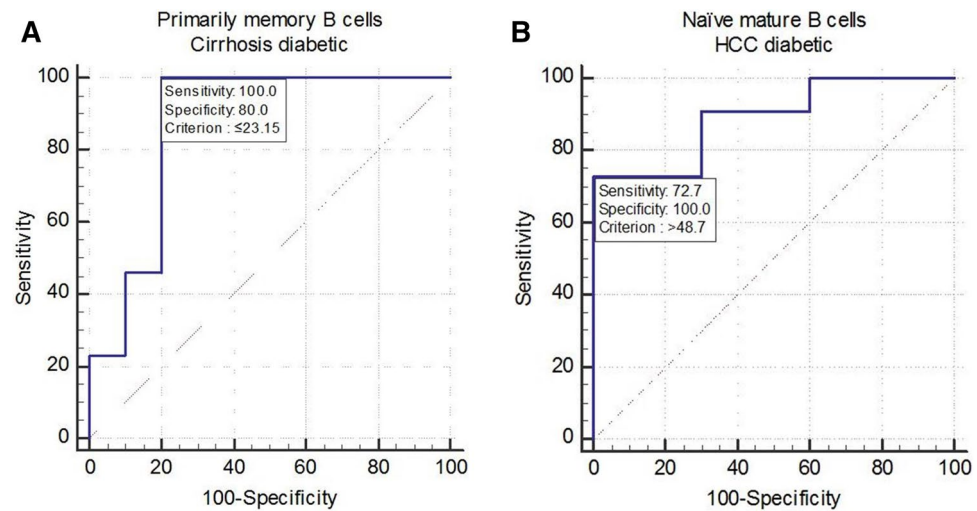 A
Primarily memory B cells
Cirrhosis diabetic
Sensitivity
100
80
60
40
20
0
Sensitivity: 100.0
Specificity: 80.0
Criterion : ≤23.15
0 20 40 60 80 100
100-Specificity
B
Naïve mature B cells
HCC diabetic
Sensitivity
100
80
60
40
20
0
Sensitivity: 72.7
Specificity: 100.0
Criterion : >48.7
0 20 40 60 80 100
100-Specificity